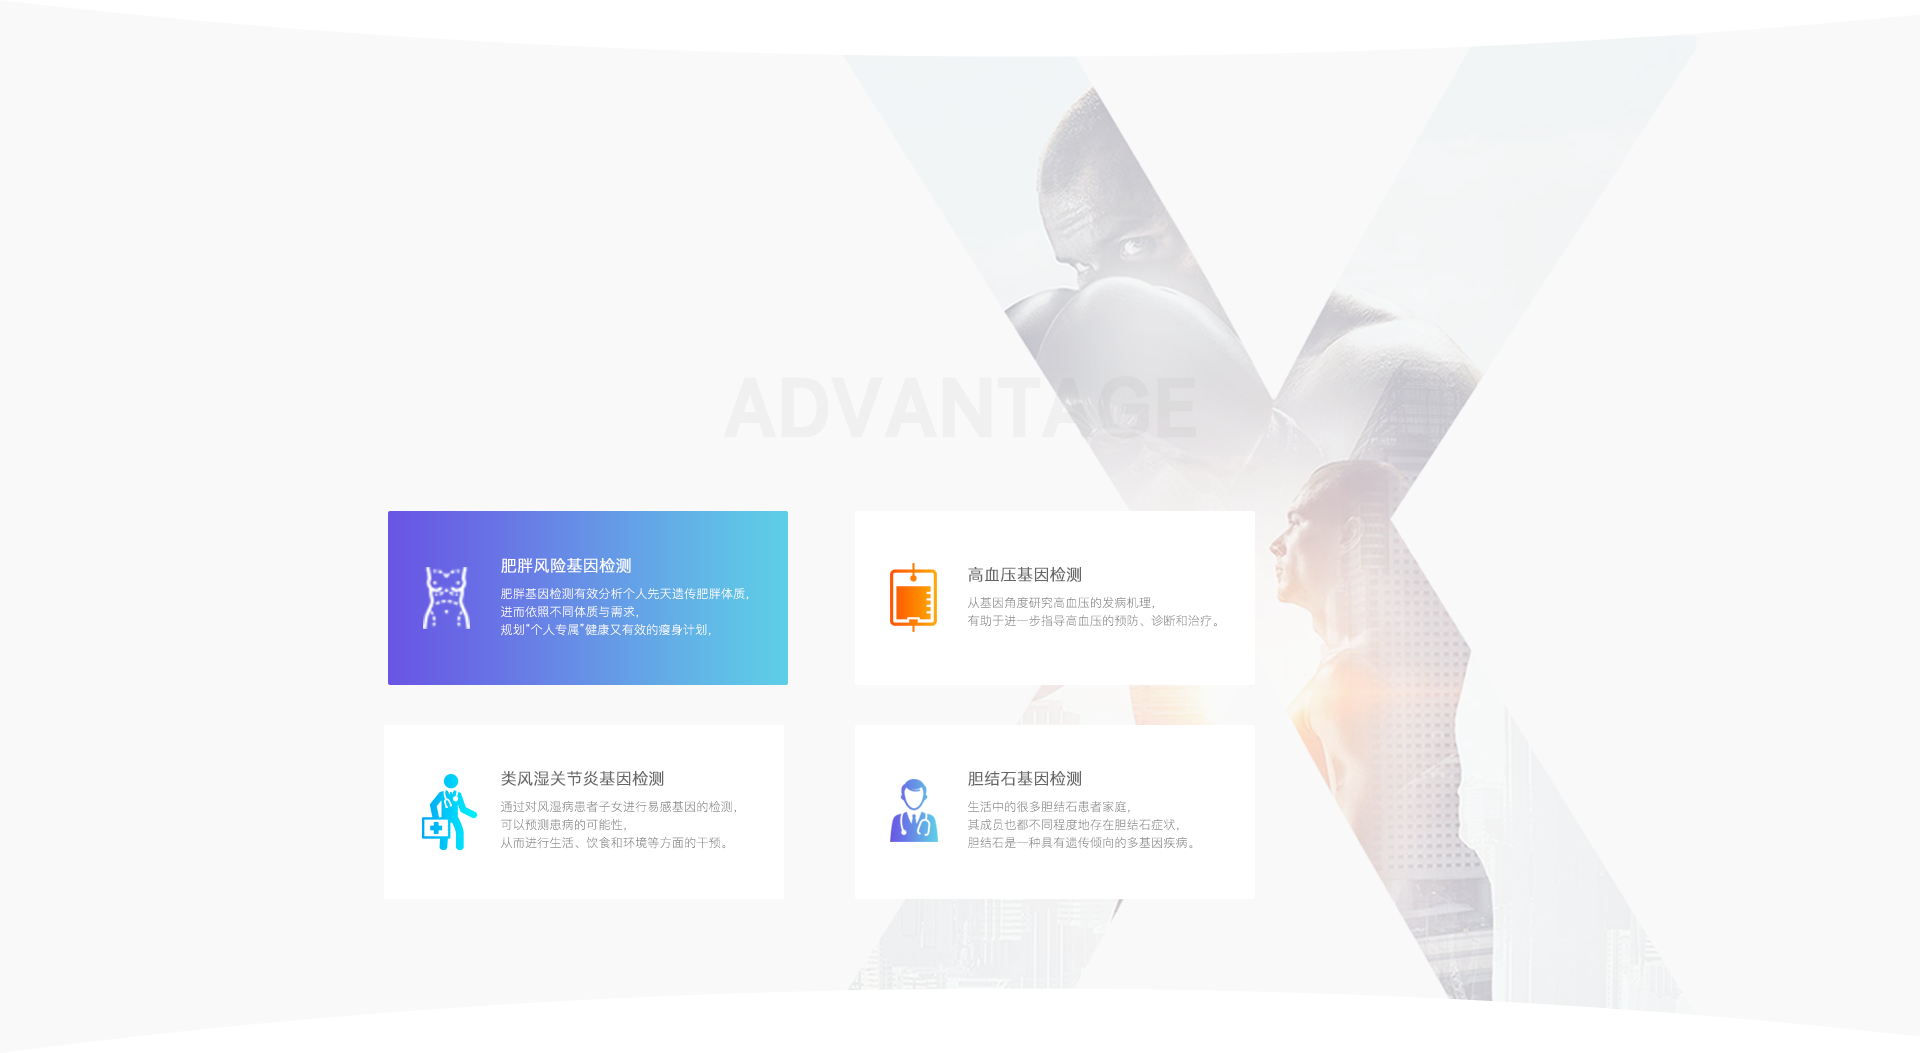 ADVANTAGE
肥胖风险基因检测
肥胖基因检测有效分析个人先天遗传肥胖体质，
进而依照不同体质与需求，
规划“个人专属”健康又有效的瘦身计划，
高血压基因检测
从基因角度研究高血压的发病机理，
有助于进一步指导高血压的预防、诊断和治疗。
类风湿关节炎基因检测
通过对风湿病患者子女进行易感基因的检测，
可以预测患病的可能性，
从而进行生活、饮食和环境等方面的干预。
胆结石基因检测
生活中的很多胆结石患者家庭，
其成员也都不同程度地存在胆结石症状，
胆结石是一种具有遗传倾向的多基因疾病。